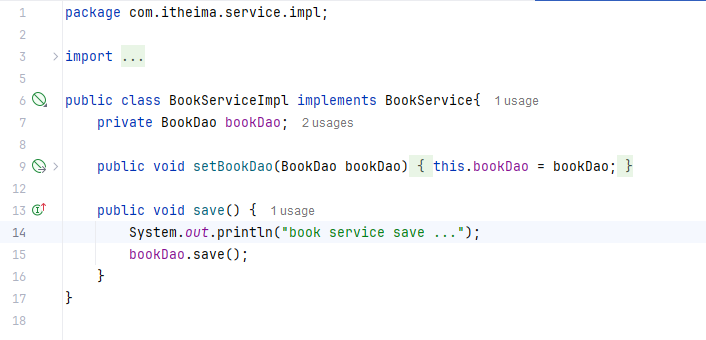 1 package com.itheima.service.impl;
2
3 import ...
5
6 public class BookServiceImpl implements BookService{ 1 usage
7 private BookDao bookDao; 2 usages
8
9 public void setBookDao(BookDao bookDao) { this.bookDao = bookDao; }
12
13 public void save() { 1 usage
14 System.out.println("book service save ...");
15 bookDao.save();
16 }
17 }
18